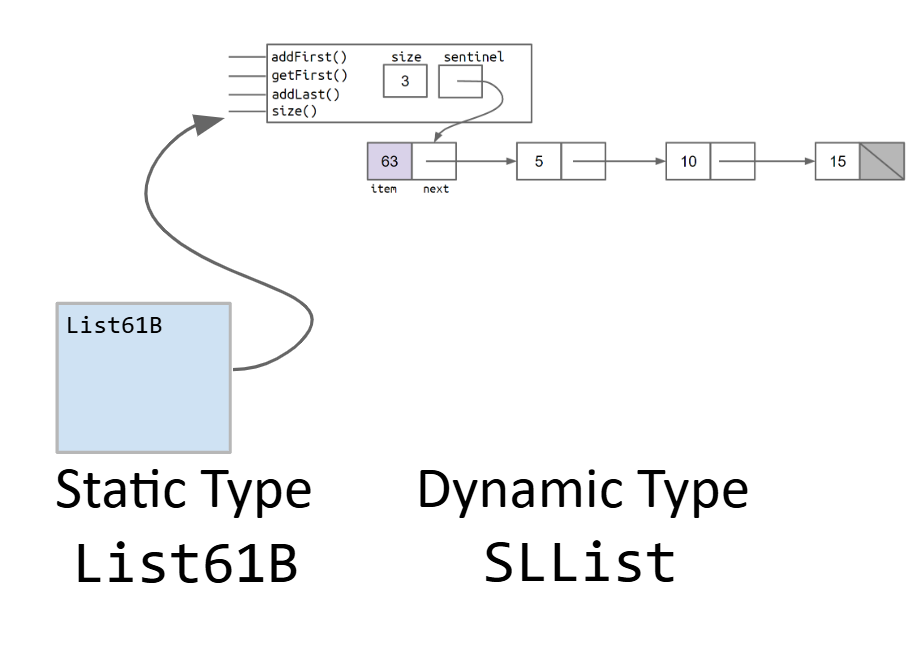 addFirst() size sentinel
getFirst() 3
addLast()
size()
63 5 10 15
item next
List61B
Static Type Dynamic Type
List61B SLList